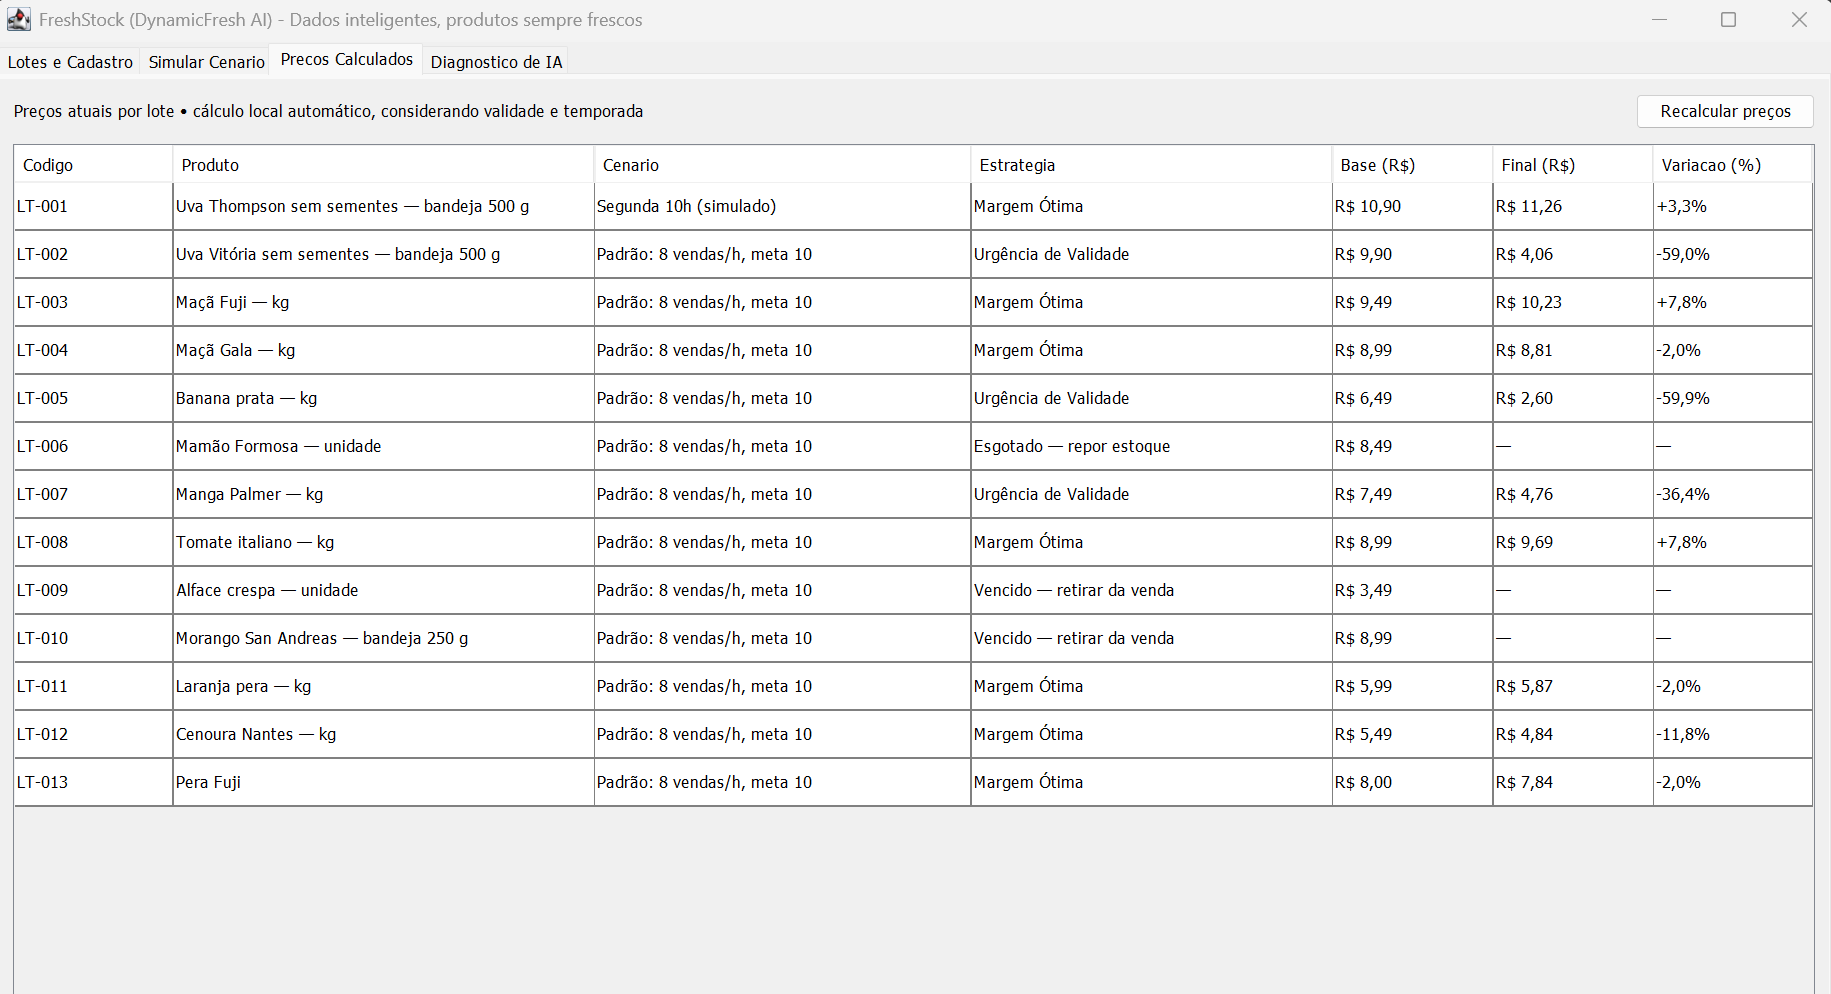 FreshStock (DynamicFresh AI) - Dados inteligentes, produtos sempre frescos
Lotes e Cadastro Simular Cenario Precos Calculados Diagnostico de IA
Preços atuais por lote • cálculo local automático, considerando validade e temporada Recalcular preços
Codigo Produto Cenario Estrategia Base (R$) Final (R$) Variacao (%)
LT-001 Uva Thompson sem sementes — bandeja 500 g Segunda 10h (simulado) Margem Ótima R$ 10,90 R$ 11,26 +3,3%
LT-002 Uva Vitória sem sementes — bandeja 500 g Padrão: 8 vendas/h, meta 10 Urgência de Validade R$ 9,90 R$ 4,06 -59,0%
LT-003 Maçã Fuji — kg Padrão: 8 vendas/h, meta 10 Margem Ótima R$ 9,49 R$ 10,23 +7,8%
LT-004 Maçã Gala — kg Padrão: 8 vendas/h, meta 10 Margem Ótima R$ 8,99 R$ 8,81 -2,0%
LT-005 Banana prata — kg Padrão: 8 vendas/h, meta 10 Urgência de Validade R$ 6,49 R$ 2,60 -59,9%
LT-006 Mamão Formosa — unidade Padrão: 8 vendas/h, meta 10 Esgotado — repor estoque R$ 8,49 — —
LT-007 Manga Palmer — kg Padrão: 8 vendas/h, meta 10 Urgência de Validade R$ 7,49 R$ 4,76 -36,4%
LT-008 Tomate italiano — kg Padrão: 8 vendas/h, meta 10 Margem Ótima R$ 8,99 R$ 9,69 +7,8%
LT-009 Alface crespa — unidade Padrão: 8 vendas/h, meta 10 Vencido — retirar da venda R$ 3,49 — —
LT-010 Morango San Andreas — bandeja 250 g Padrão: 8 vendas/h, meta 10 Vencido — retirar da venda R$ 8,99 — —
LT-011 Laranja pera — kg Padrão: 8 vendas/h, meta 10 Margem Ótima R$ 5,99 R$ 5,87 -2,0%
LT-012 Cenoura Nantes — kg Padrão: 8 vendas/h, meta 10 Margem Ótima R$ 5,49 R$ 4,84 -11,8%
LT-013 Pera Fuji Padrão: 8 vendas/h, meta 10 Margem Ótima R$ 8,00 R$ 7,84 -2,0%